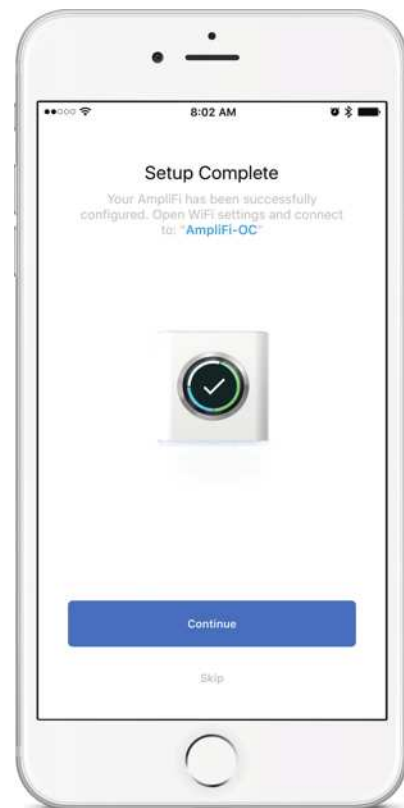 8:02 AM
Setup Complete
Your AmpliFi has been successfully
configured. Open WiFi settings and connect
to: "AmpliFi-OC"
Continue
Skip